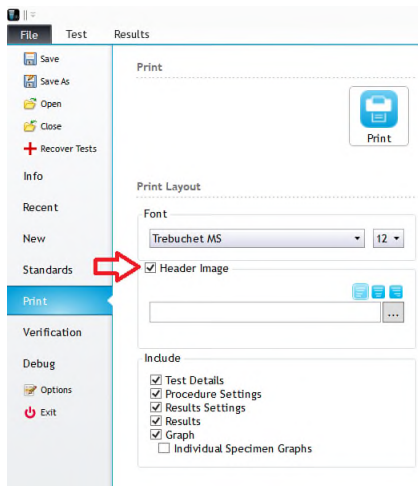 File Test Results
Save
Save As
Open
Close
Recover Tests
Info
Recent
New
Standards
Print
Verification
Debug
Options
Exit
Print
Print
Print Layout
Font
Trebuchet MS 12
Header Image
...
Include
Test Details
Procedure Settings
Results Settings
Results
Graph
Individual Specimen Graphs